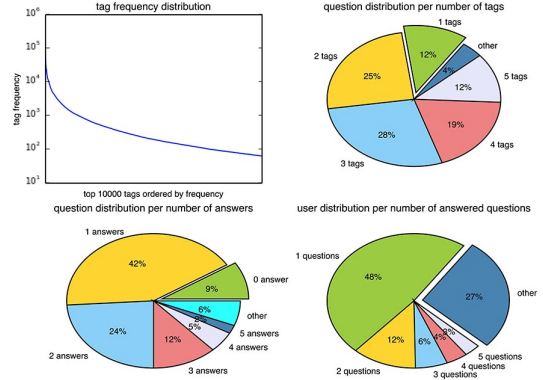 tag frequency distribution
10^6
10^5
10^4
10^3
10^2
10^1
tag frequency
top 10000 tags ordered by frequency
question distribution per number of tags
1 tags
12%
other
4%
5 tags
12%
4 tags
19%
3 tags
28%
2 tags
25%
question distribution per number of answers
1 answers
42%
0 answer
9%
other
6%
5 answers
4 answers
5%
3 answers
12%
2 answers
24%
user distribution per number of answered questions
1 questions
48%
other
27%
5 questions
3%
4 questions
4%
3 questions
6%
2 questions
12%